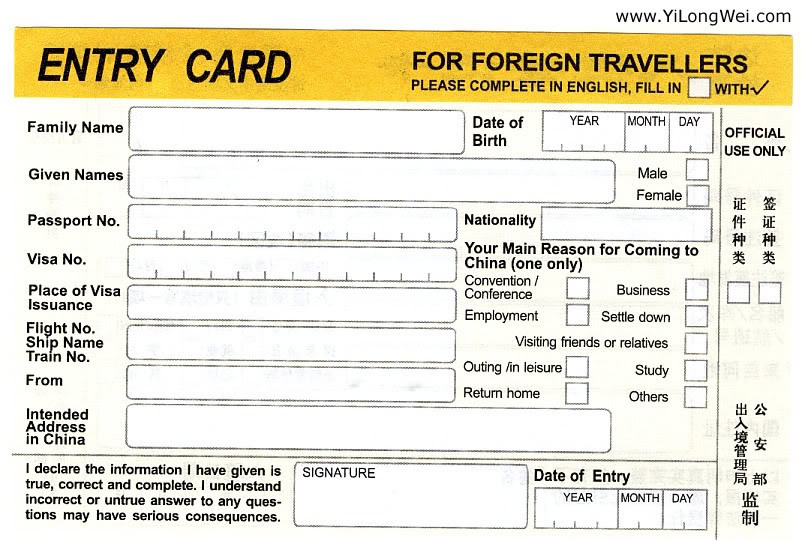 www.YiLongWei.com
ENTRY CARD
FOR FOREIGN TRAVELLERS
PLEASE COMPLETE IN ENGLISH, FILL IN WITH✓
Family Name
Date of
Birth
YEAR MONTH DAY
OFFICIAL
USE ONLY
Given Names
Male
Female
Passport No.
Nationality
证件种类
签证种类
Visa No.
Your Main Reason for Coming to
China (one only)
Place of Visa
Issuance
Convention /
Conference
Business
Employment
Settle down
Flight No.
Ship Name
Train No.
Visiting friends or relatives
From
Outing /in leisure
Study
Return home
Others
Intended
Address
in China
公安部
出入境管理局
监制
I declare the information I have given is
true, correct and complete. I understand
incorrect or untrue answer to any ques-
tions may have serious consequences.
SIGNATURE
Date of Entry
YEAR MONTH DAY